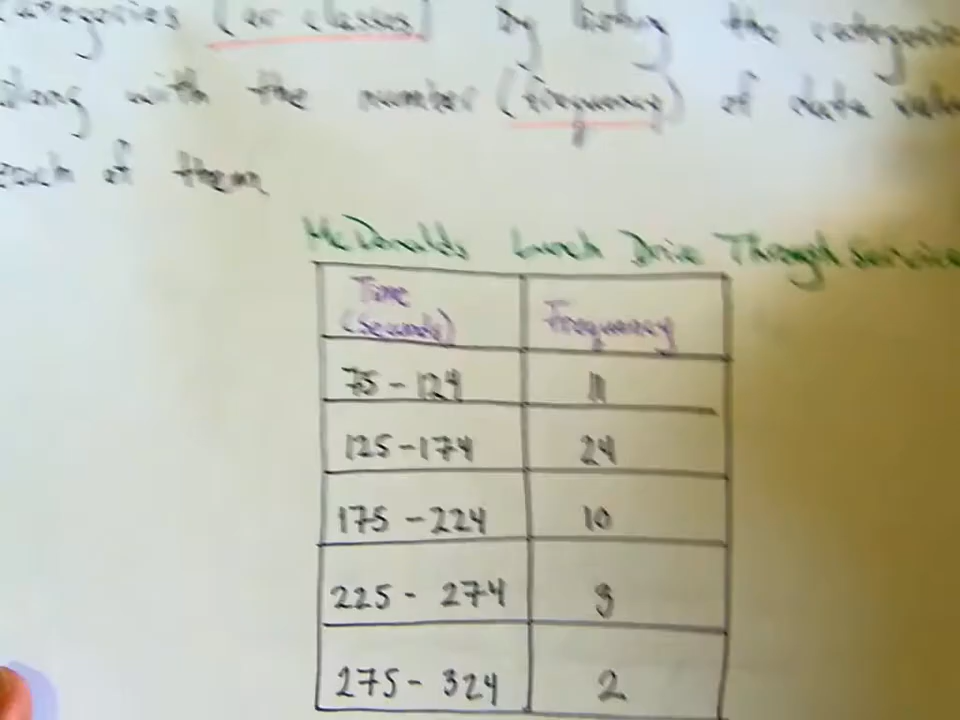 categories (or classes) by listing the categories
along with the number (frequency) of data values
each of them
McDonalds Lunch Drive Through Service
Time (Seconds) Frequency
75-124 11
125-174 24
175-224 10
225-274
275-324 2